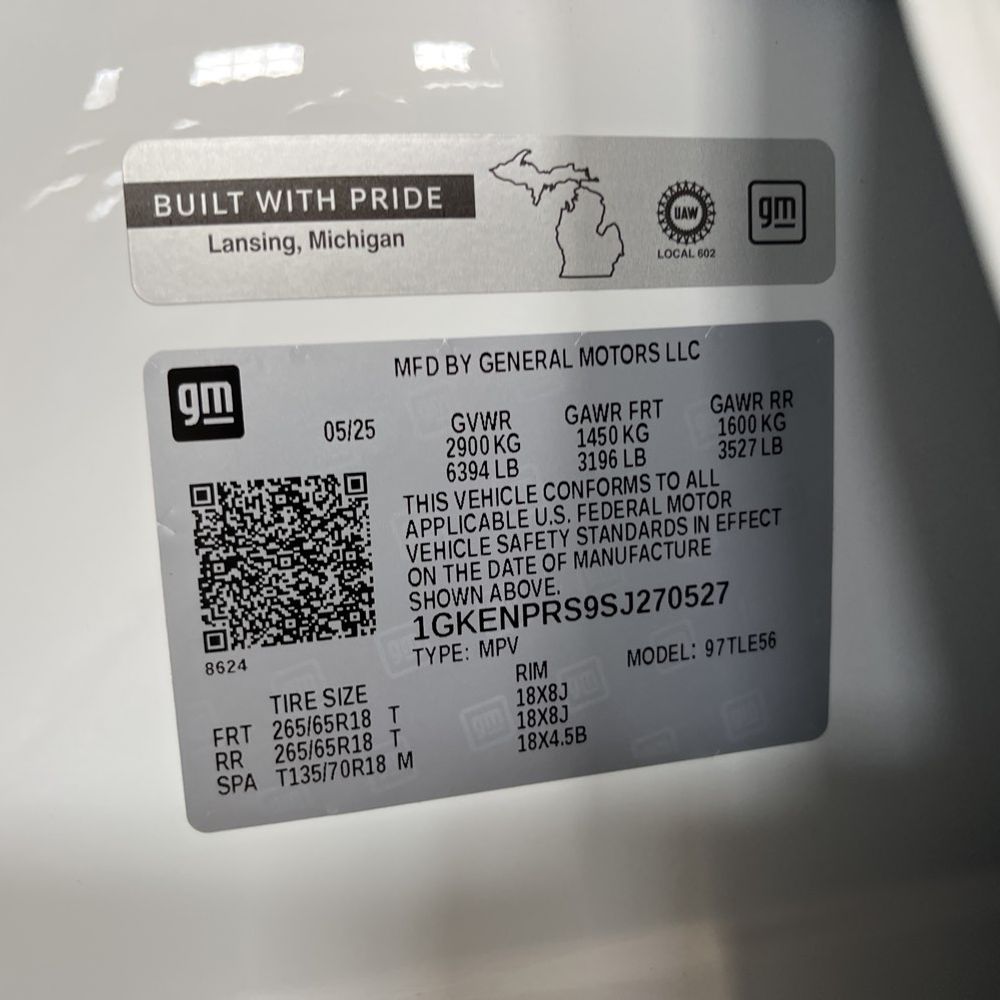 BUILT WITH PRIDE
Lansing, Michigan
UAW
LOCAL 602
gm
gm
MFD BY GENERAL MOTORS LLC
05/25
GVWR
2900 KG
6394 LB
GAWR FRT
1450 KG
3196 LB
GAWR RR
1600 KG
3527 LB
THIS VEHICLE CONFORMS TO ALL
APPLICABLE U.S. FEDERAL MOTOR
VEHICLE SAFETY STANDARDS IN EFFECT
ON THE DATE OF MANUFACTURE
SHOWN ABOVE.
1GKENPRS9SJ270527
TYPE: MPV MODEL: 97TLE56
8624
TIRE SIZE RIM
FRT 265/65R18 T 18X8J
RR 265/65R18 T 18X8J
SPA T135/70R18 M 18X4.5B